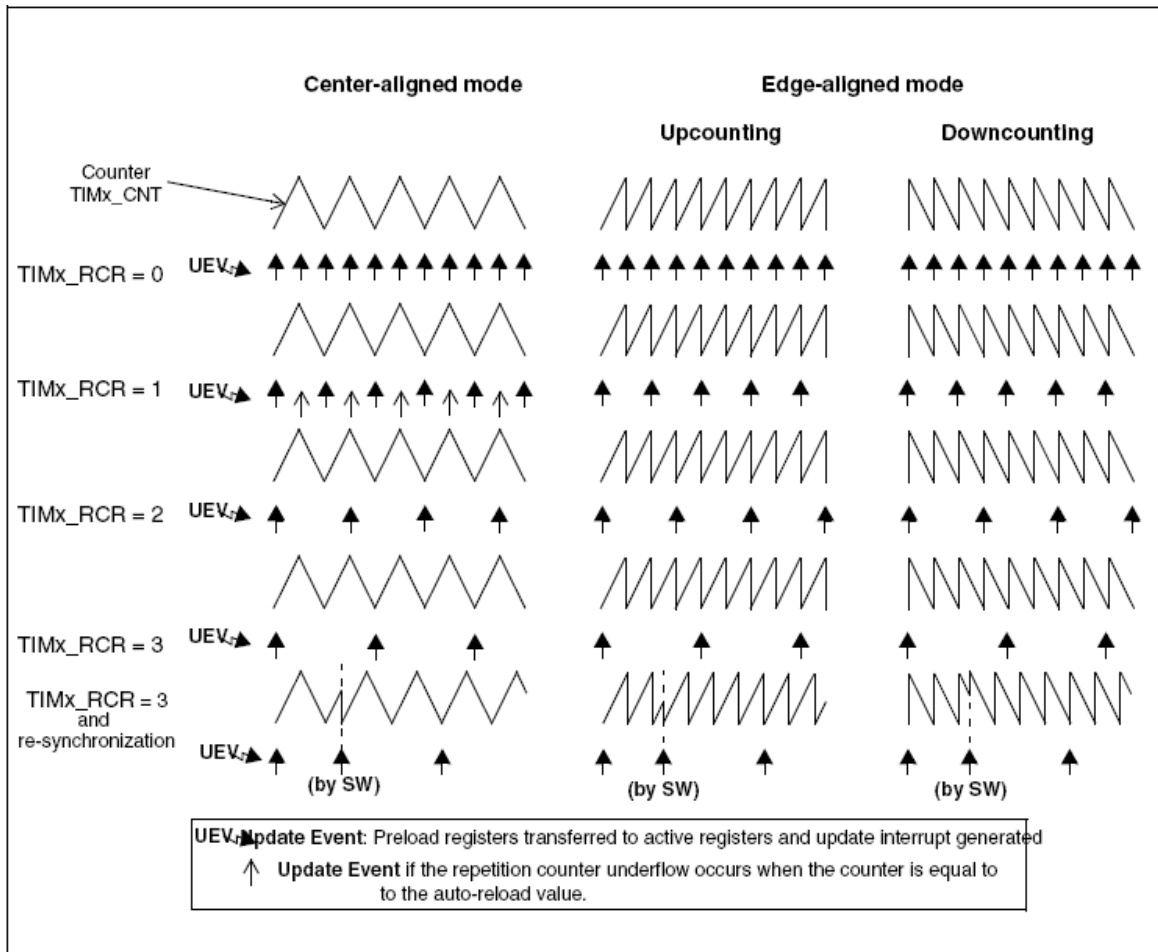 Center-aligned mode
Edge-aligned mode
Upcounting
Downcounting
Counter
TIMx_CNT
TIMx_RCR = 0
UEV
TIMx_RCR = 1
UEV
TIMx_RCR = 2
UEV
TIMx_RCR = 3
UEV
TIMx_RCR = 3
and
re-synchronization
UEV
(by SW)
(by SW)
(by SW)
UEV Update Event: Preload registers transferred to active registers and update interrupt generated
Update Event if the repetition counter underflow occurs when the counter is equal to
to the auto-reload value.